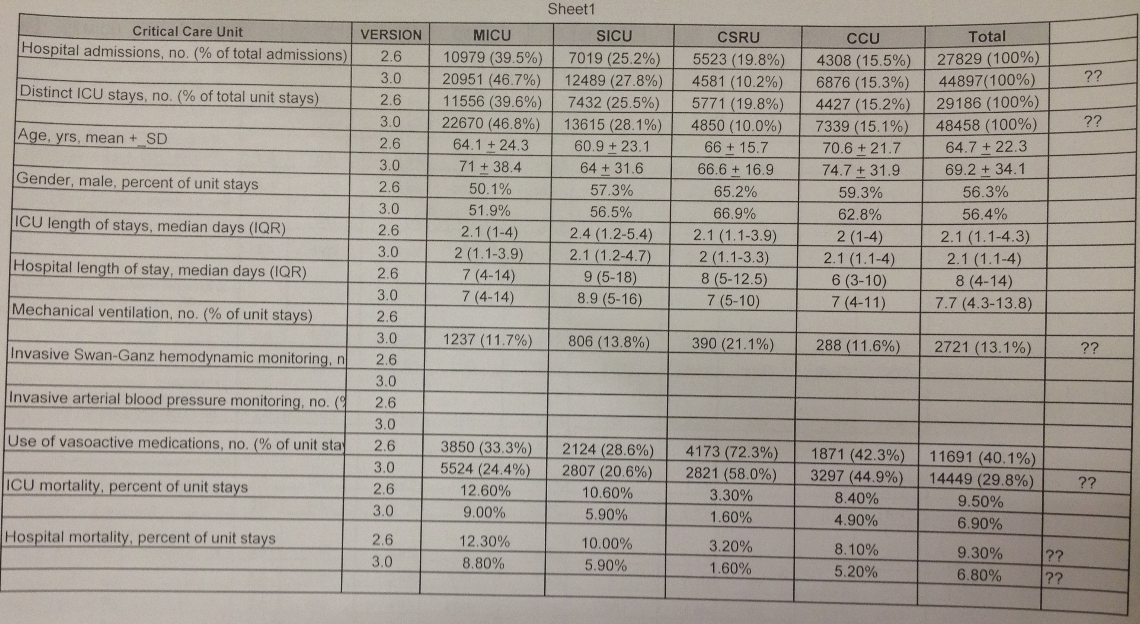 Sheet1
Critical Care Unit VERSION MICU SICU CSRU CCU Total
Hospital admissions, no. (% of total admissions) 2.6 10979 (39.5%) 7019 (25.2%) 5523 (19.8%) 4308 (15.5%) 27829 (100%)
3.0 20951 (46.7%) 12489 (27.8%) 4581 (10.2%) 6876 (15.3%) 44897(100%) ??
Distinct ICU stays, no. (% of total unit stays) 2.6 11556 (39.6%) 7432 (25.5%) 5771 (19.8%) 4427 (15.2%) 29186 (100%)
3.0 22670 (46.8%) 13615 (28.1%) 4850 (10.0%) 7339 (15.1%) 48458 (100%) ??
Age, yrs, mean +_SD 2.6 64.1 + 24.3 60.9 + 23.1 66 + 15.7 70.6 + 21.7 64.7 + 22.3
3.0 71 + 38.4 64 + 31.6 66.6 + 16.9 74.7 + 31.9 69.2 + 34.1
Gender, male, percent of unit stays 2.6 50.1% 57.3% 65.2% 59.3% 56.3%
3.0 51.9% 56.5% 66.9% 62.8% 56.4%
ICU length of stays, median days (IQR) 2.6 2.1 (1-4) 2.4 (1.2-5.4) 2.1 (1.1-3.9) 2 (1-4) 2.1 (1.1-4.3)
3.0 2 (1.1-3.9) 2.1 (1.2-4.7) 2 (1.1-3.3) 2.1 (1.1-4) 2.1 (1.1-4)
Hospital length of stay, median days (IQR) 2.6 7 (4-14) 9 (5-18) 8 (5-12.5) 6 (3-10) 8 (4-14)
3.0 7 (4-14) 8.9 (5-16) 7 (5-10) 7 (4-11) 7.7 (4.3-13.8)
Mechanical ventilation, no. (% of unit stays) 2.6
3.0 1237 (11.7%) 806 (13.8%) 390 (21.1%) 288 (11.6%) 2721 (13.1%) ??
Invasive Swan-Ganz hemodynamic monitoring, n 2.6
3.0
Invasive arterial blood pressure monitoring, no. (% 2.6
3.0
Use of vasoactive medications, no. (% of unit stay 2.6 3850 (33.3%) 2124 (28.6%) 4173 (72.3%) 1871 (42.3%) 11691 (40.1%)
3.0 5524 (24.4%) 2807 (20.6%) 2821 (58.0%) 3297 (44.9%) 14449 (29.8%) ??
ICU mortality, percent of unit stays 2.6 12.60% 10.60% 3.30% 8.40% 9.50%
3.0 9.00% 5.90% 1.60% 4.90% 6.90%
Hospital mortality, percent of unit stays 2.6 12.30% 10.00% 3.20% 8.10% 9.30% ??
3.0 8.80% 5.90% 1.60% 5.20% 6.80% ??